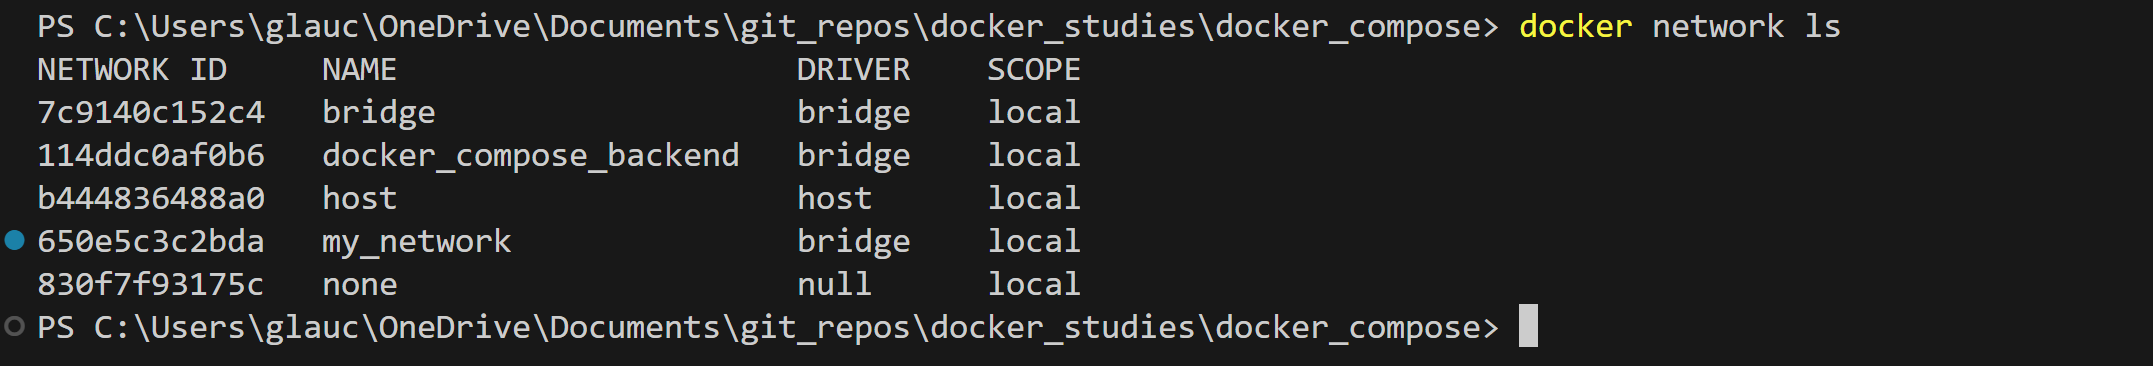 PS C:\Users\glauc\OneDrive\Documents\git_repos\docker_studies\docker_compose> docker network ls
NETWORK ID     NAME                     DRIVER    SCOPE
7c9140c152c4   bridge                   bridge    local
114ddc0af0b6   docker_compose_backend   bridge    local
b444836488a0   host                     host      local
650e5c3c2bda   my_network               bridge    local
830f7f93175c   none                     null      local
PS C:\Users\glauc\OneDrive\Documents\git_repos\docker_studies\docker_compose>